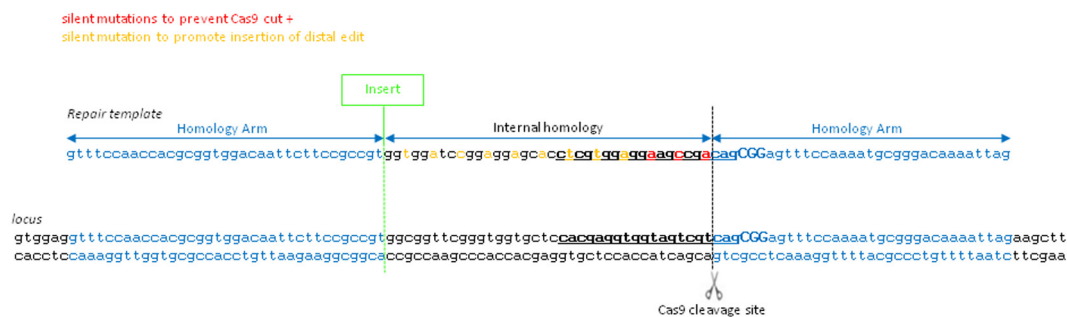 silent mutations to prevent Cas9 cut +
silent mutation to promote insertion of distal edit
Insert
Repair template
Homology Arm Internal homology Homology Arm
gtttccaaccacgcggtggacaattcttccgccgtggtggatccggaggagcacctcgtggaggaagccgacagCGGagtttccaaaatgcgggacaaaattag
locus
gtggaggtttccaaccacgcggtggacaattcttccgccgtggcggttcgggtggtgctccacgaggtggtagtcgtcagCGGagtttccaaaatgcgggacaaaattagaagctt
cacctccaaaggttggtgcgccacctgttaagaaggcggcaccgccaagcccaccacgaggtgctccaccatcagcagtcgcctcaaaggttttacgccctgttttaatcttcgaa
Cas9 cleavage site